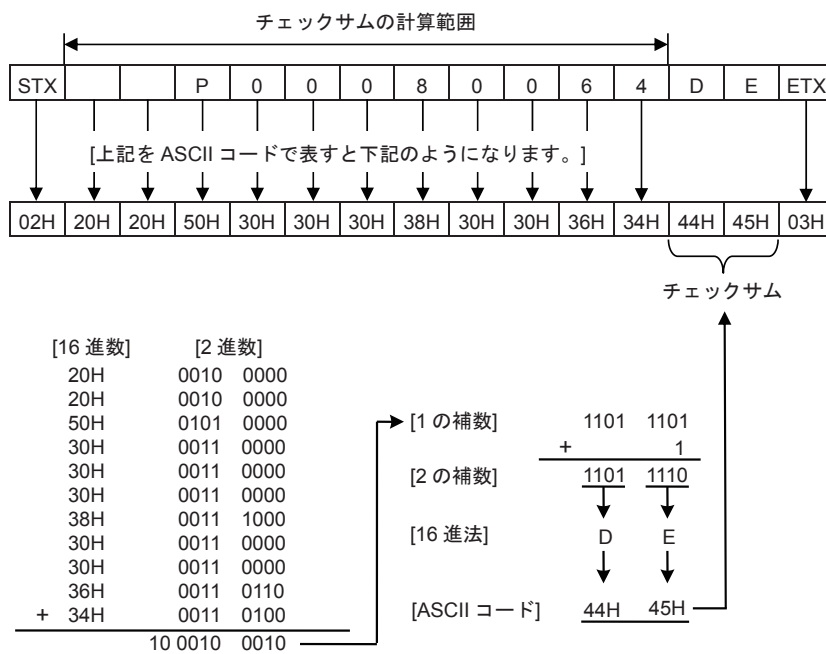 チェックサムの計算範囲
STX P 0 0 0 8 0 0 6 4 D E ETX
[上記を ASCII コードで表すと下記のようになります。]
02H 20H 20H 50H 30H 30H 30H 38H 30H 30H 36H 34H 44H 45H 03H
チェックサム
[16 進数] [2 進数]
20H 0010 0000
20H 0010 0000
50H 0101 0000
30H 0011 0000
30H 0011 0000
30H 0011 0000
38H 0011 1000
30H 0011 0000
30H 0011 0000
36H 0011 0110
+ 34H 0011 0100
10 0010 0010
[1 の補数] 1101 1101
+ 1
[2 の補数] 1101 1110
[16 進法] D E
[ASCII コード] 44H 45H